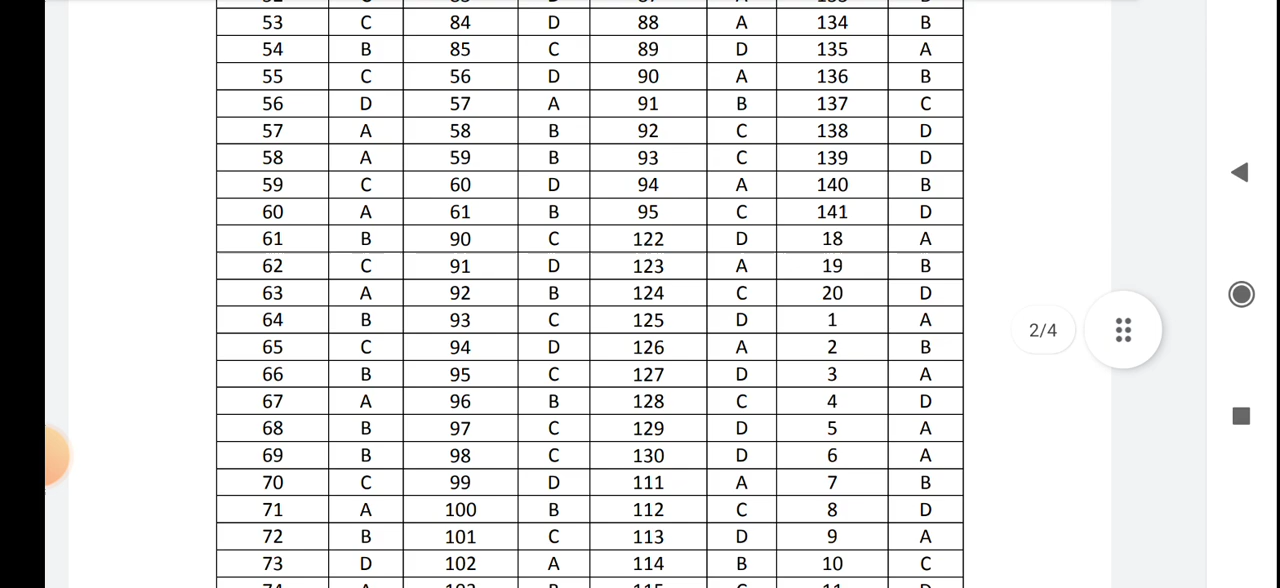 53 C 84 D 88 A 134 B
54 B 85 C 89 D 135 A
55 C 56 D 90 A 136 B
56 D 57 A 91 B 137 C
57 A 58 B 92 C 138 D
58 A 59 B 93 C 139 D
59 C 60 D 94 A 140 B
60 A 61 B 95 C 141 D
61 B 90 C 122 D 18 A
62 C 91 D 123 A 19 B
63 A 92 B 124 C 20 D
64 B 93 C 125 D 1 A
65 C 94 D 126 A 2 B
2/4
66 B 95 C 127 D 3 A
67 A 96 B 128 C 4 D
68 B 97 C 129 D 5 A
69 B 98 C 130 D 6 A
70 C 99 D 111 A 7 B
71 A 100 B 112 C 8 D
72 B 101 C 113 D 9 A
73 D 102 A 114 B 10 C